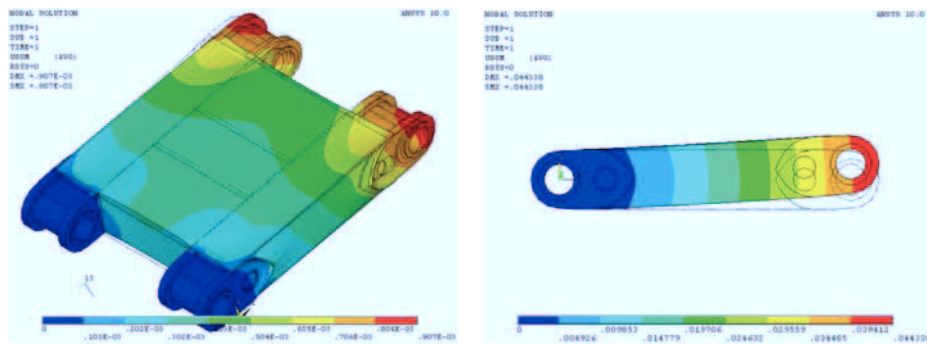 NODAL SOLUTION
ANSYS 10.0
STEP=1
SUB =1
TIME=1
USUM (AVG)
RSYS=0
DMX =.907E-03
SMX =.907E-03
0
.202E-03
.605E-03
.806E-03
.101E-03
.302E-03
.504E-03
.706E-03
.907E-03
NODAL SOLUTION
ANSYS 10.0
STEP=1
SUB =1
TIME=1
USUM (AVG)
RSYS=0
DMX =.044338
SMX =.044338
0
.009853
.019706
.029559
.039412
.004926
.014779
.024632
.034485
.044338